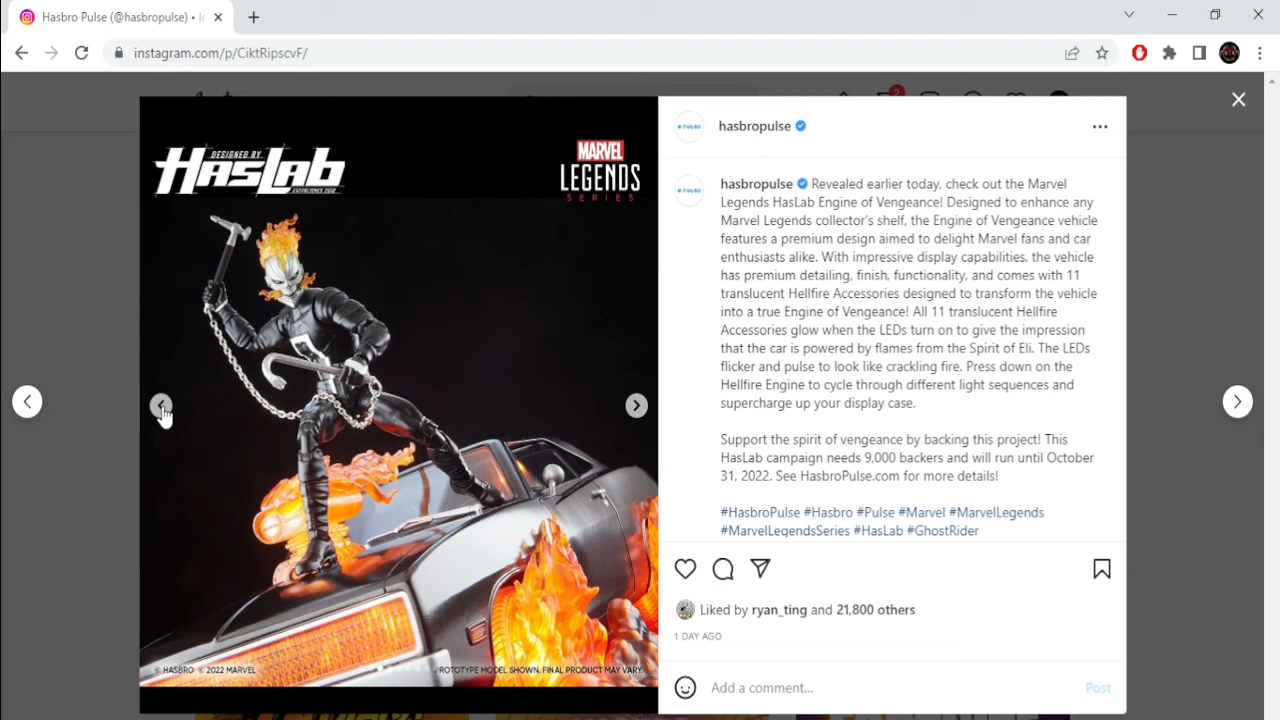 Hasbro Pulse (@hasbropulse) • I
instagram.com/p/CiktRipscvF/
2
DESIGNED BY
HASLAB
ESTABLISHED
MARVEL
LEGENDS
SERIES
© HASBRO © 2022 MARVEL
PROTOTYPE MODEL SHOWN. FINAL PRODUCT MAY VARY.
PULSE
hasbropulse
PULSE
hasbropulse Revealed earlier today, check out the Marvel
Legends HasLab Engine of Vengeance! Designed to enhance any
Marvel Legends collector's shelf, the Engine of Vengeance vehicle
features a premium design aimed to delight Marvel fans and car
enthusiasts alike. With impressive display capabilities, the vehicle
has premium detailing, finish, functionality, and comes with 11
translucent Hellfire Accessories designed to transform the vehicle
into a true Engine of Vengeance! All 11 translucent Hellfire
Accessories glow when the LEDs turn on to give the impression
that the car is powered by flames from the Spirit of Eli. The LEDs
flicker and pulse to look like crackling fire. Press down on the
Hellfire Engine to cycle through different light sequences and
supercharge up your display case.
Support the spirit of vengeance by backing this project! This
HasLab campaign needs 9,000 backers and will run until October
31, 2022. See HasbroPulse.com for more details!
#HasbroPulse #Hasbro #Pulse #Marvel #MarvelLegends
#MarvelLegendsSeries #HasLab #GhostRider
Liked by ryan_ting and 21,800 others
1 DAY AGO
Add a comment...
Post